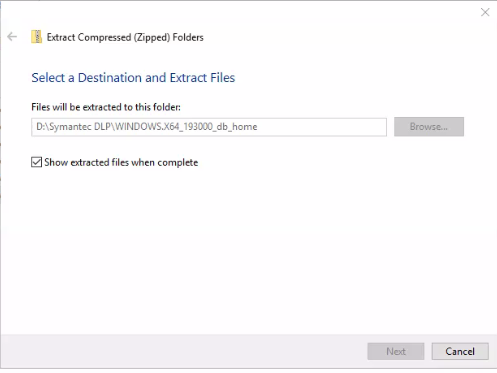 Extract Compressed (Zipped) Folders
Select a Destination and Extract Files
Files will be extracted to this folder:
D:\Symantec DLP\WINDOWS.X64_193000_db_home
Browse...
Show extracted files when complete
Next
Cancel